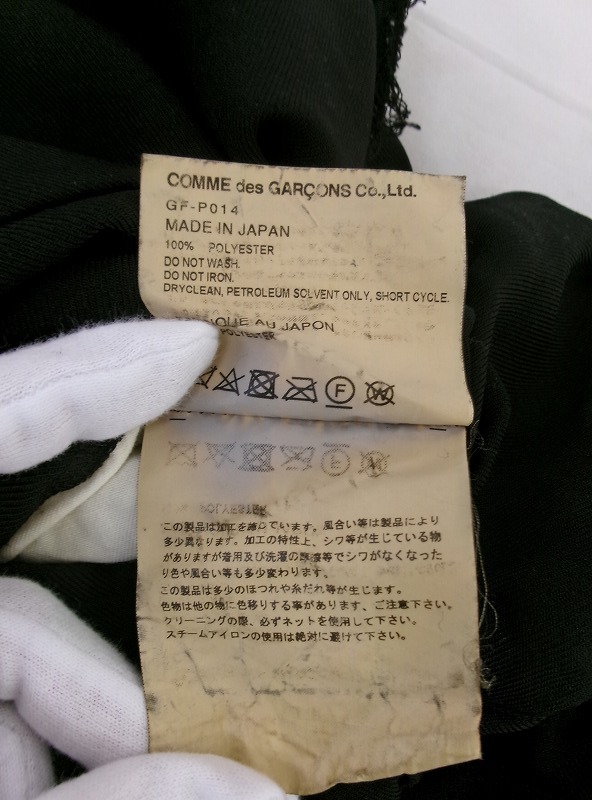 COMME des GARÇONS Co.,Ltd.
GF-P014
MADE IN JAPAN
100% POLYESTER
DO NOT WASH.
DO NOT IRON.
DRYCLEAN, PETROLEUM SOLVENT ONLY, SHORT CYCLE.
AU JAPON
POLYESTER
F W
この製品は加工を施しています。風合い等は製品により
多少異なります。加工の特性上、シワ等が生じている物
がありますが着用及び洗濯の摩擦等でシワがなくなった
り色や風合い等も多少変わります。
この製品は多少のほつれや糸だれ等が生じます。
色物は他の物に色移りする事があります、ご注意下さい。
クリーニングの際、必ずネットを使用して下さい。
スチームアイロンの使用は絶対に避けて下さい。